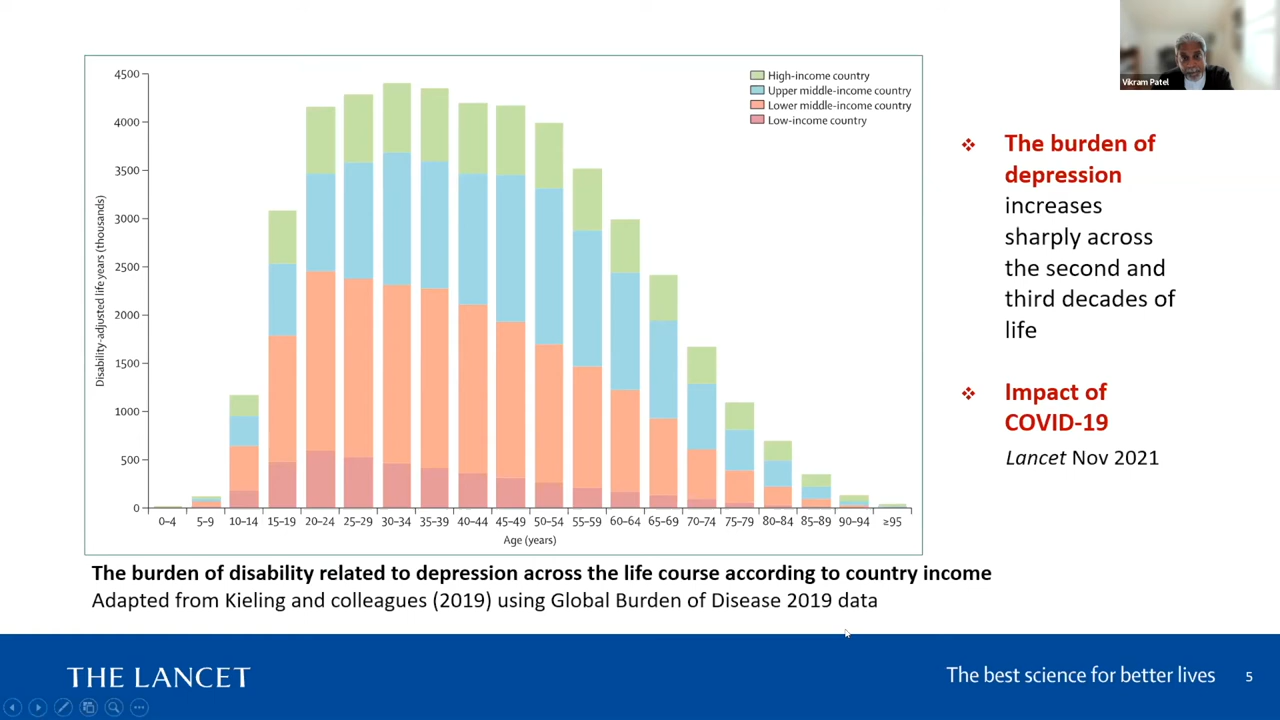 Vikram Patel
4500
4000
3500
3000
2500
2000
1500
1000
500
0
Disability-adjusted life years (thousands)
High-income country
Upper middle-income country
Lower middle-income country
Low-income country
0–4 5–9 10–14 15–19 20–24 25–29 30–34 35–39 40–44 45–49 50–54 55–59 60–64 65–69 70–74 75–79 80–84 85–89 90–94 ≥95
Age (years)
The burden of disability related to depression across the life course according to country income
Adapted from Kieling and colleagues (2019) using Global Burden of Disease 2019 data
The burden of
depression
increases
sharply across
the second and
third decades of
life
Impact of
COVID-19
Lancet Nov 2021
THE LANCET
The best science for better lives
5